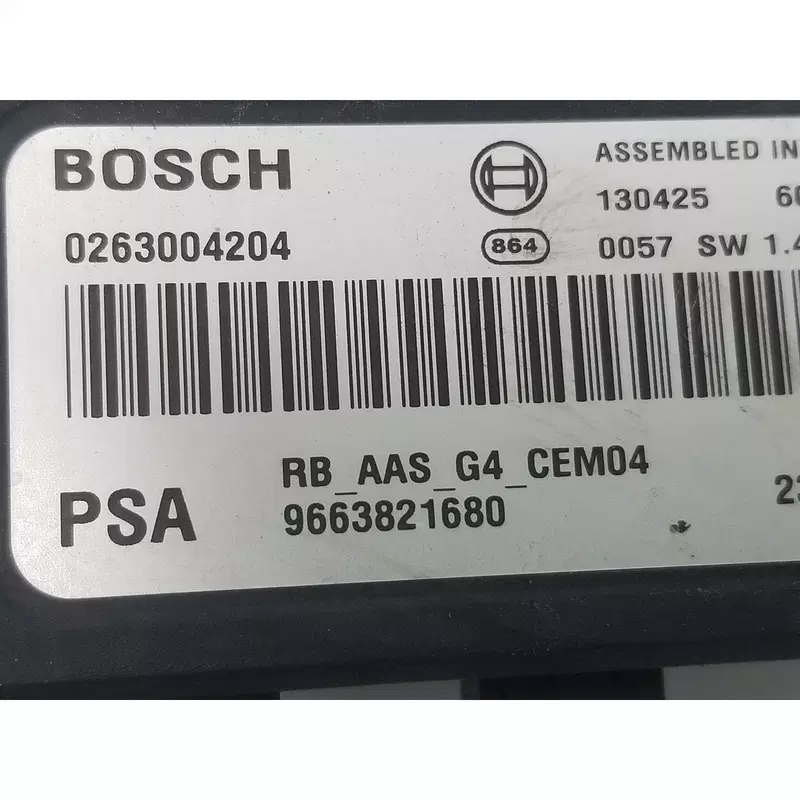 BOSCH
ASSEMBLED IN
130425
0263004204
864
0057 SW 1.4
RB_AAS_G4_CEM04
PSA
9663821680